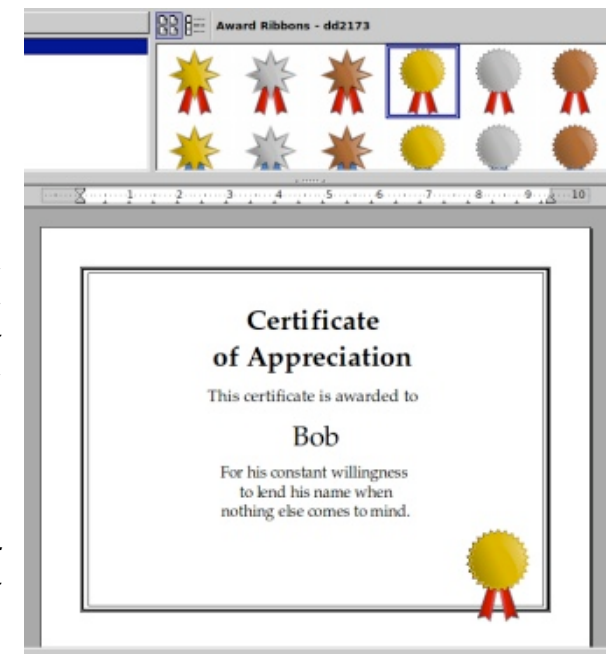 Award Ribbons - dd2173
1 2 3 4 5 6 7 8 9 10
Certificate
of Appreciation
This certificate is awarded to
Bob
For his constant willingness
to lend his name when
nothing else comes to mind.